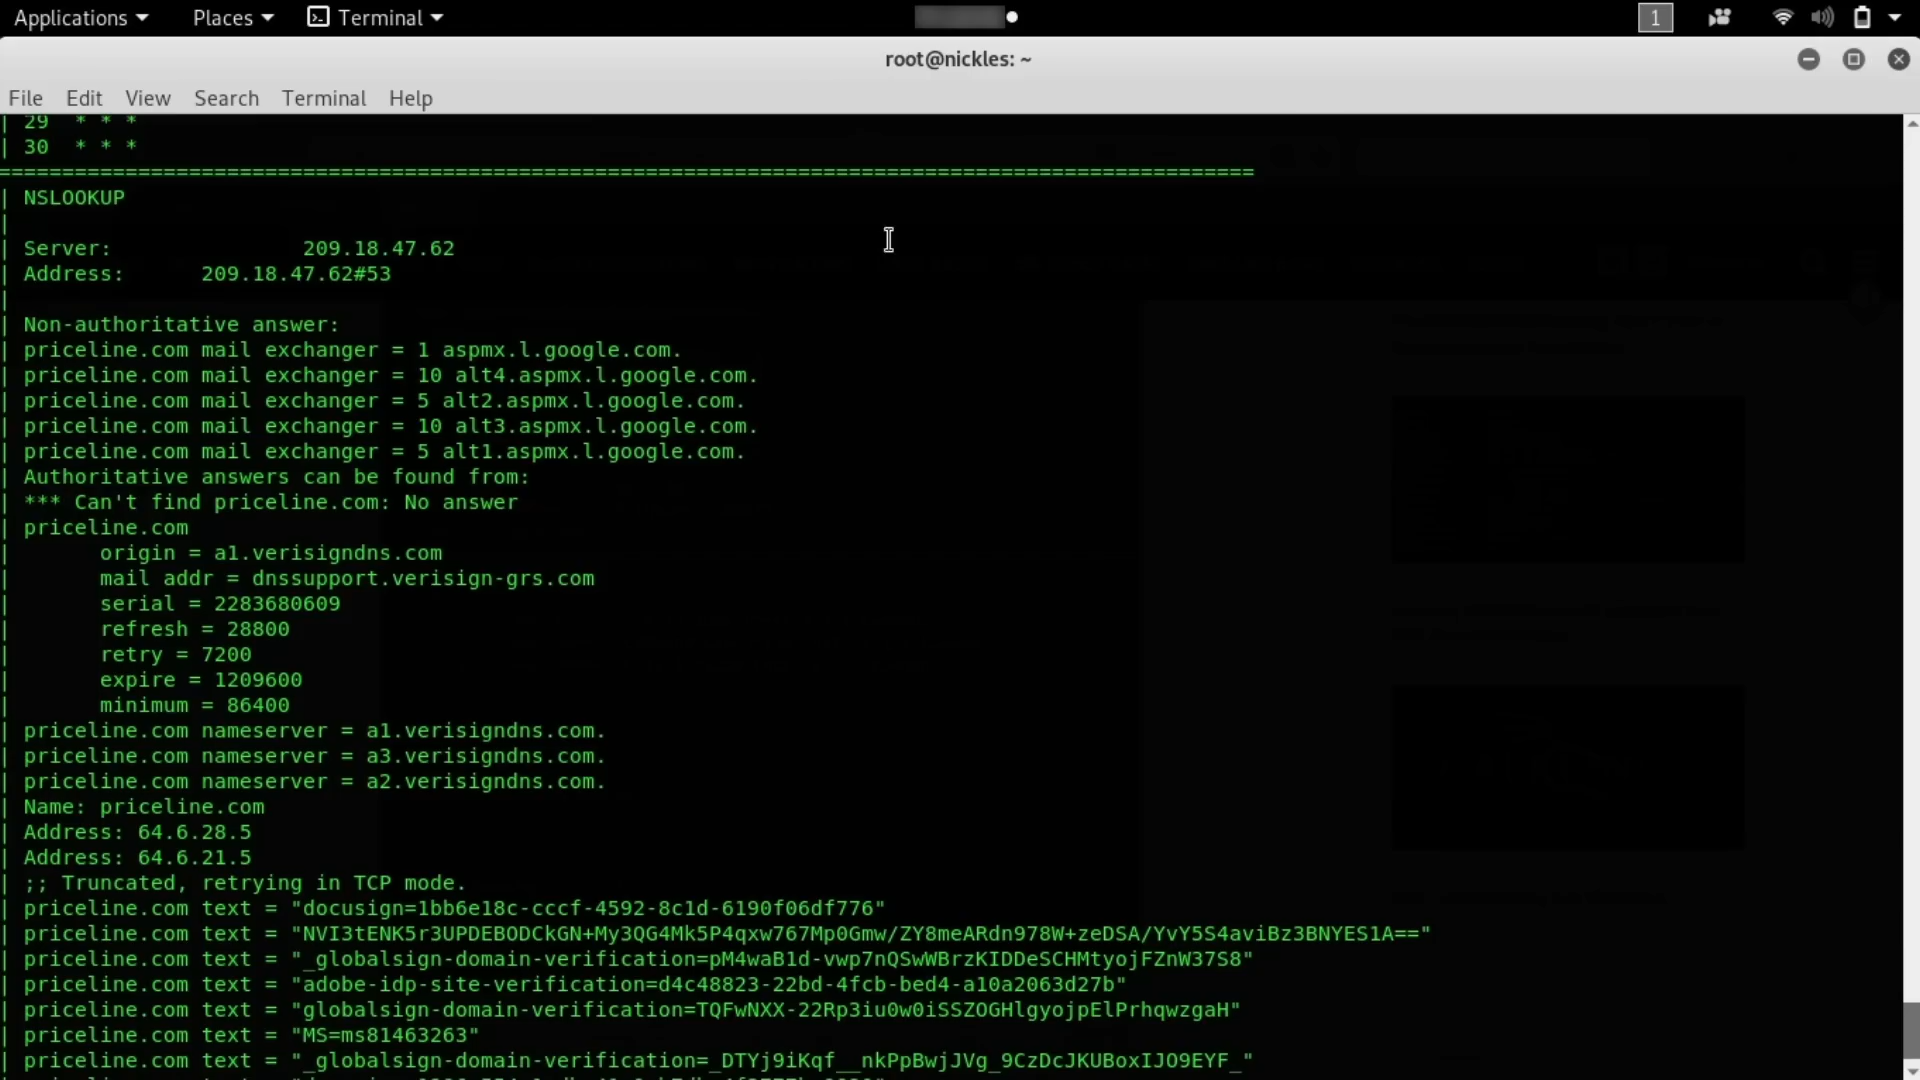 Applications Places Terminal 1
root@nickles: ~
File Edit View Search Terminal Help
| 29 * * *
| 30 * * *
===================================================================================================
| NSLOOKUP
|
| Server: 209.18.47.62
| Address: 209.18.47.62#53
|
| Non-authoritative answer:
| priceline.com mail exchanger = 1 aspmx.l.google.com.
| priceline.com mail exchanger = 10 alt4.aspmx.l.google.com.
| priceline.com mail exchanger = 5 alt2.aspmx.l.google.com.
| priceline.com mail exchanger = 10 alt3.aspmx.l.google.com.
| priceline.com mail exchanger = 5 alt1.aspmx.l.google.com.
| Authoritative answers can be found from:
| *** Can't find priceline.com: No answer
| priceline.com
| origin = a1.verisigndns.com
| mail addr = dnssupport.verisign-grs.com
| serial = 2283680609
| refresh = 28800
| retry = 7200
| expire = 1209600
| minimum = 86400
| priceline.com nameserver = a1.verisigndns.com.
| priceline.com nameserver = a3.verisigndns.com.
| priceline.com nameserver = a2.verisigndns.com.
| Name: priceline.com
| Address: 64.6.28.5
| Address: 64.6.21.5
| ;; Truncated, retrying in TCP mode.
| priceline.com text = "docusign=1bb6e18c-cccf-4592-8c1d-6190f06df776"
| priceline.com text = "NVI3tENK5r3UPDEBODCkGN+My3QG4Mk5P4qxw767Mp0Gmw/ZY8meARdn978W+zeDSA/YvY5S4aviBz3BNYES1A=="
| priceline.com text = "_globalsign-domain-verification=pM4waB1d-vwp7nQSwWBrzKIDDeSCHMtyojFZnW37S8"
| priceline.com text = "adobe-idp-site-verification=d4c48823-22bd-4fcb-bed4-a10a2063d27b"
| priceline.com text = "globalsign-domain-verification=TQFwNXX-22Rp3iu0w0iSSZOGHlgyojpElPrhqwzgaH"
| priceline.com text = "MS=ms81463263"
| priceline.com text = "_globalsign-domain-verification=_DTYj9iKqf__nkPpBwjJVg_9CzDcJKUBoxIJO9EYF_"